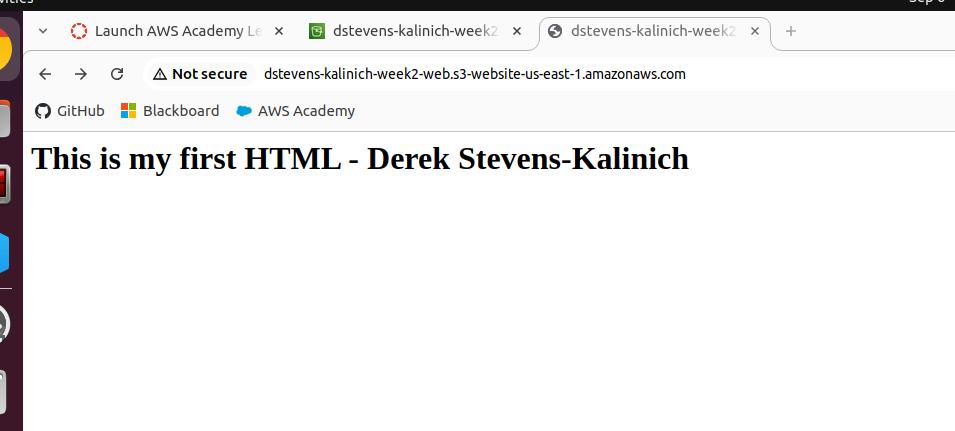 Launch AWS Academy Le
dstevens-kalinich-week2
dstevens-kalinich-week2
Not secure
dstevens-kalinich-week2-web.s3-website-us-east-1.amazonaws.com
GitHub
Blackboard
AWS Academy
This is my first HTML - Derek Stevens-Kalinich